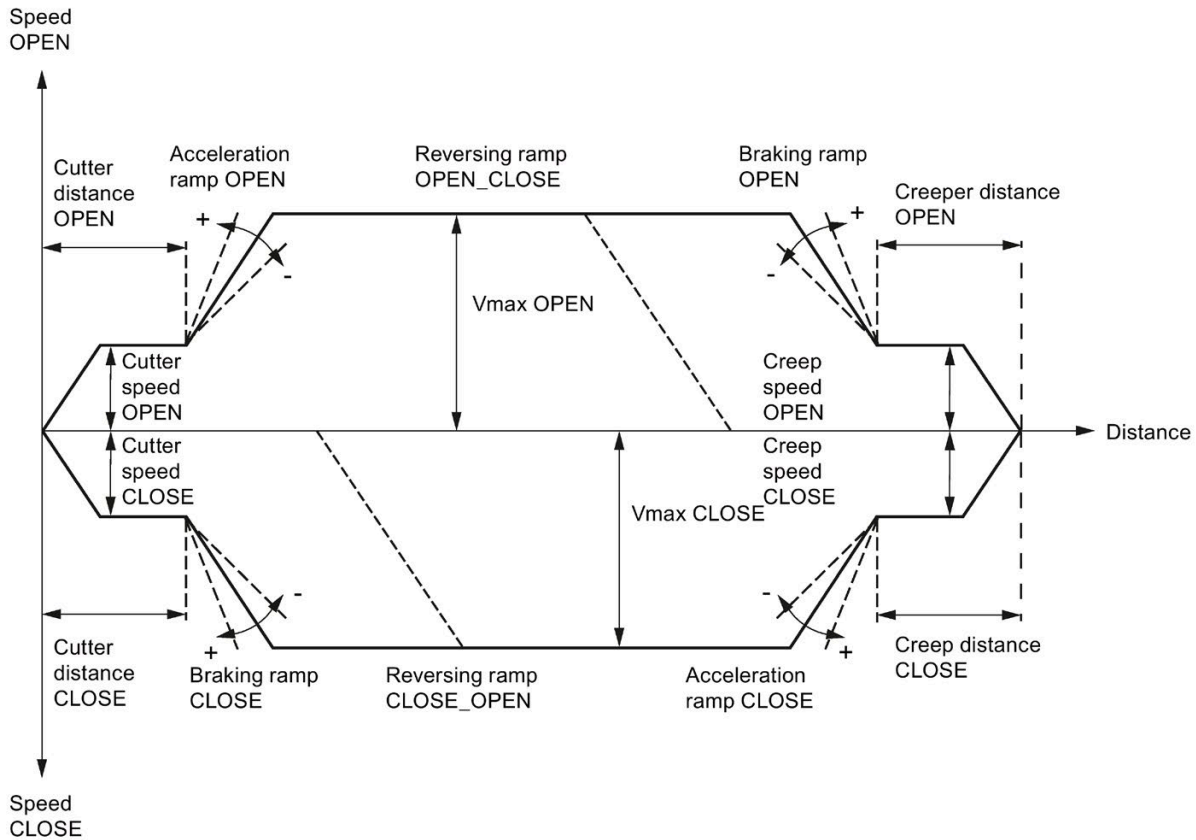 Speed
OPEN
Cutter
distance
OPEN
Acceleration
ramp OPEN
Reversing ramp
OPEN_CLOSE
Braking ramp
OPEN
Creeper distance
OPEN
+
-
+
-
Vmax OPEN
Cutter
speed
OPEN
Creep
speed
OPEN
Distance
Cutter
speed
CLOSE
Creep
speed
CLOSE
Vmax CLOSE
-
+
-
+
Cutter
distance
CLOSE
Braking ramp
CLOSE
Reversing ramp
CLOSE_OPEN
Acceleration
ramp CLOSE
Creep distance
CLOSE
Speed
CLOSE